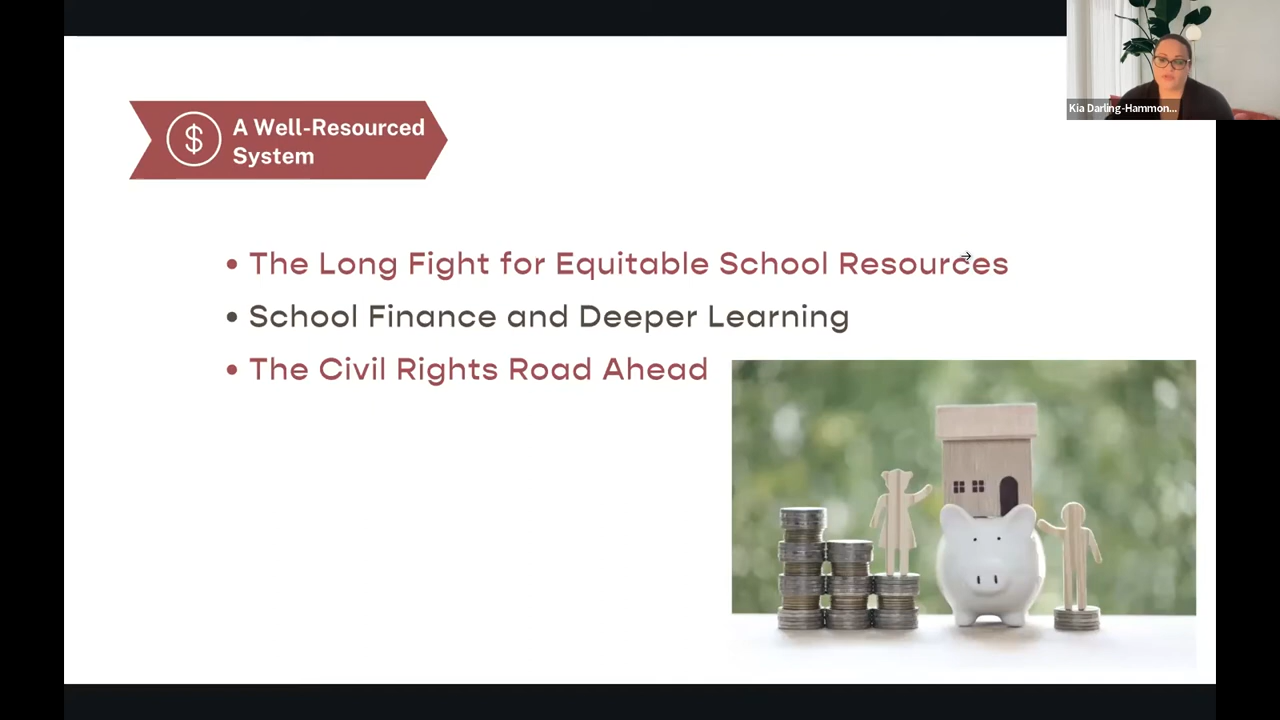 Kia Darling-Hammon...
A Well-Resourced
System
• The Long Fight for Equitable School Resources
• School Finance and Deeper Learning
• The Civil Rights Road Ahead